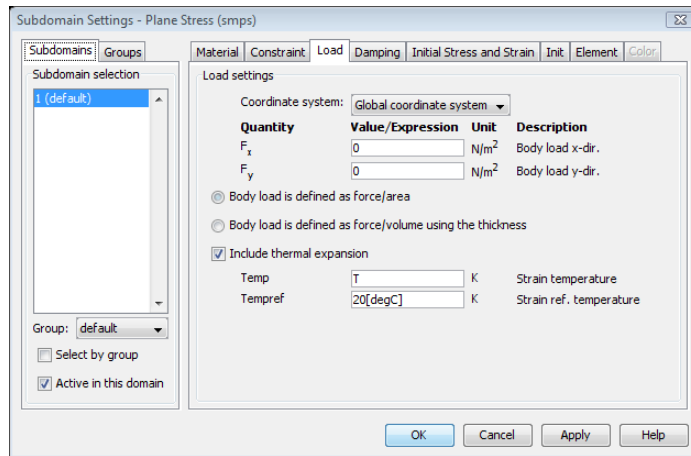 Subdomain Settings - Plane Stress (smps)
Subdomains Groups
Subdomain selection
1 (default)
Group: default
Select by group
Active in this domain
Material Constraint Load Damping Initial Stress and Strain Init Element Color
Load settings
Coordinate system: Global coordinate system
Quantity Value/Expression Unit Description
Fx 0 N/m² Body load x-dir.
Fy 0 N/m² Body load y-dir.
Body load is defined as force/area
Body load is defined as force/volume using the thickness
Include thermal expansion
Temp T K Strain temperature
Tempref 20[degC] K Strain ref. temperature
OK Cancel Apply Help